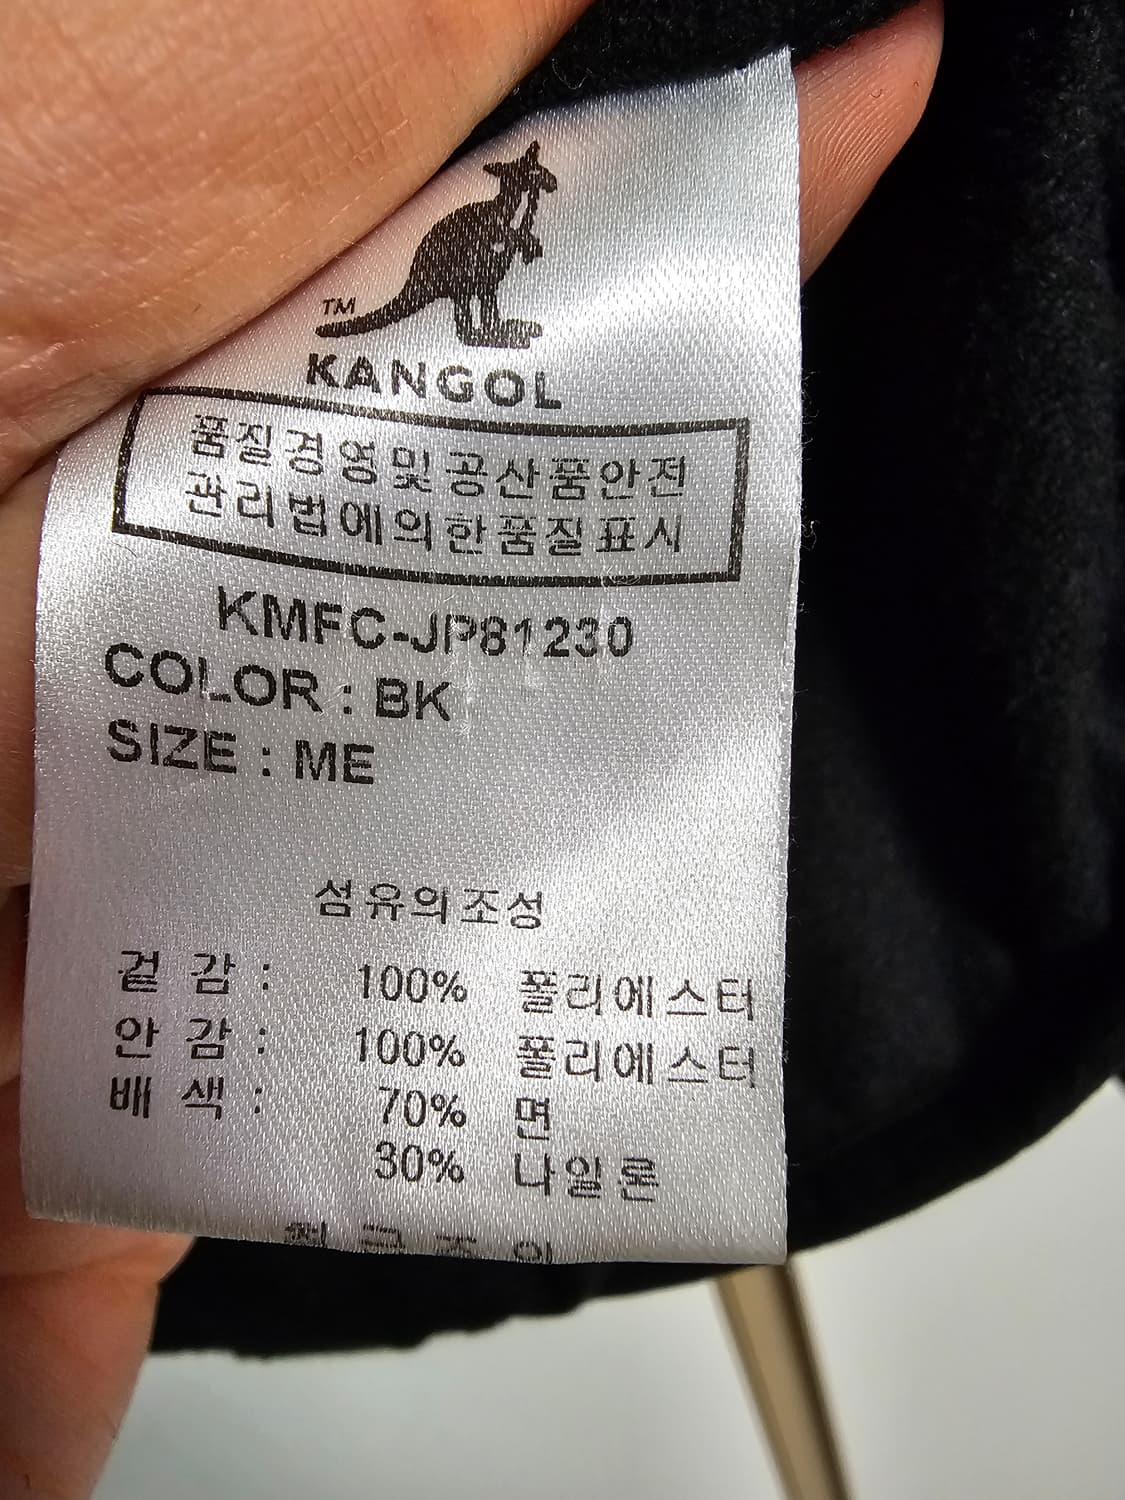 TM
KANGOL
품질경영및공산품안전
관리법에의한품질표시
KMFC-JP81230
COLOR : BK
SIZE : ME
섬유의조성
겉 감 : 100% 폴리에스터
안 감 : 100% 폴리에스터
배 색 : 70% 면
30% 나일론